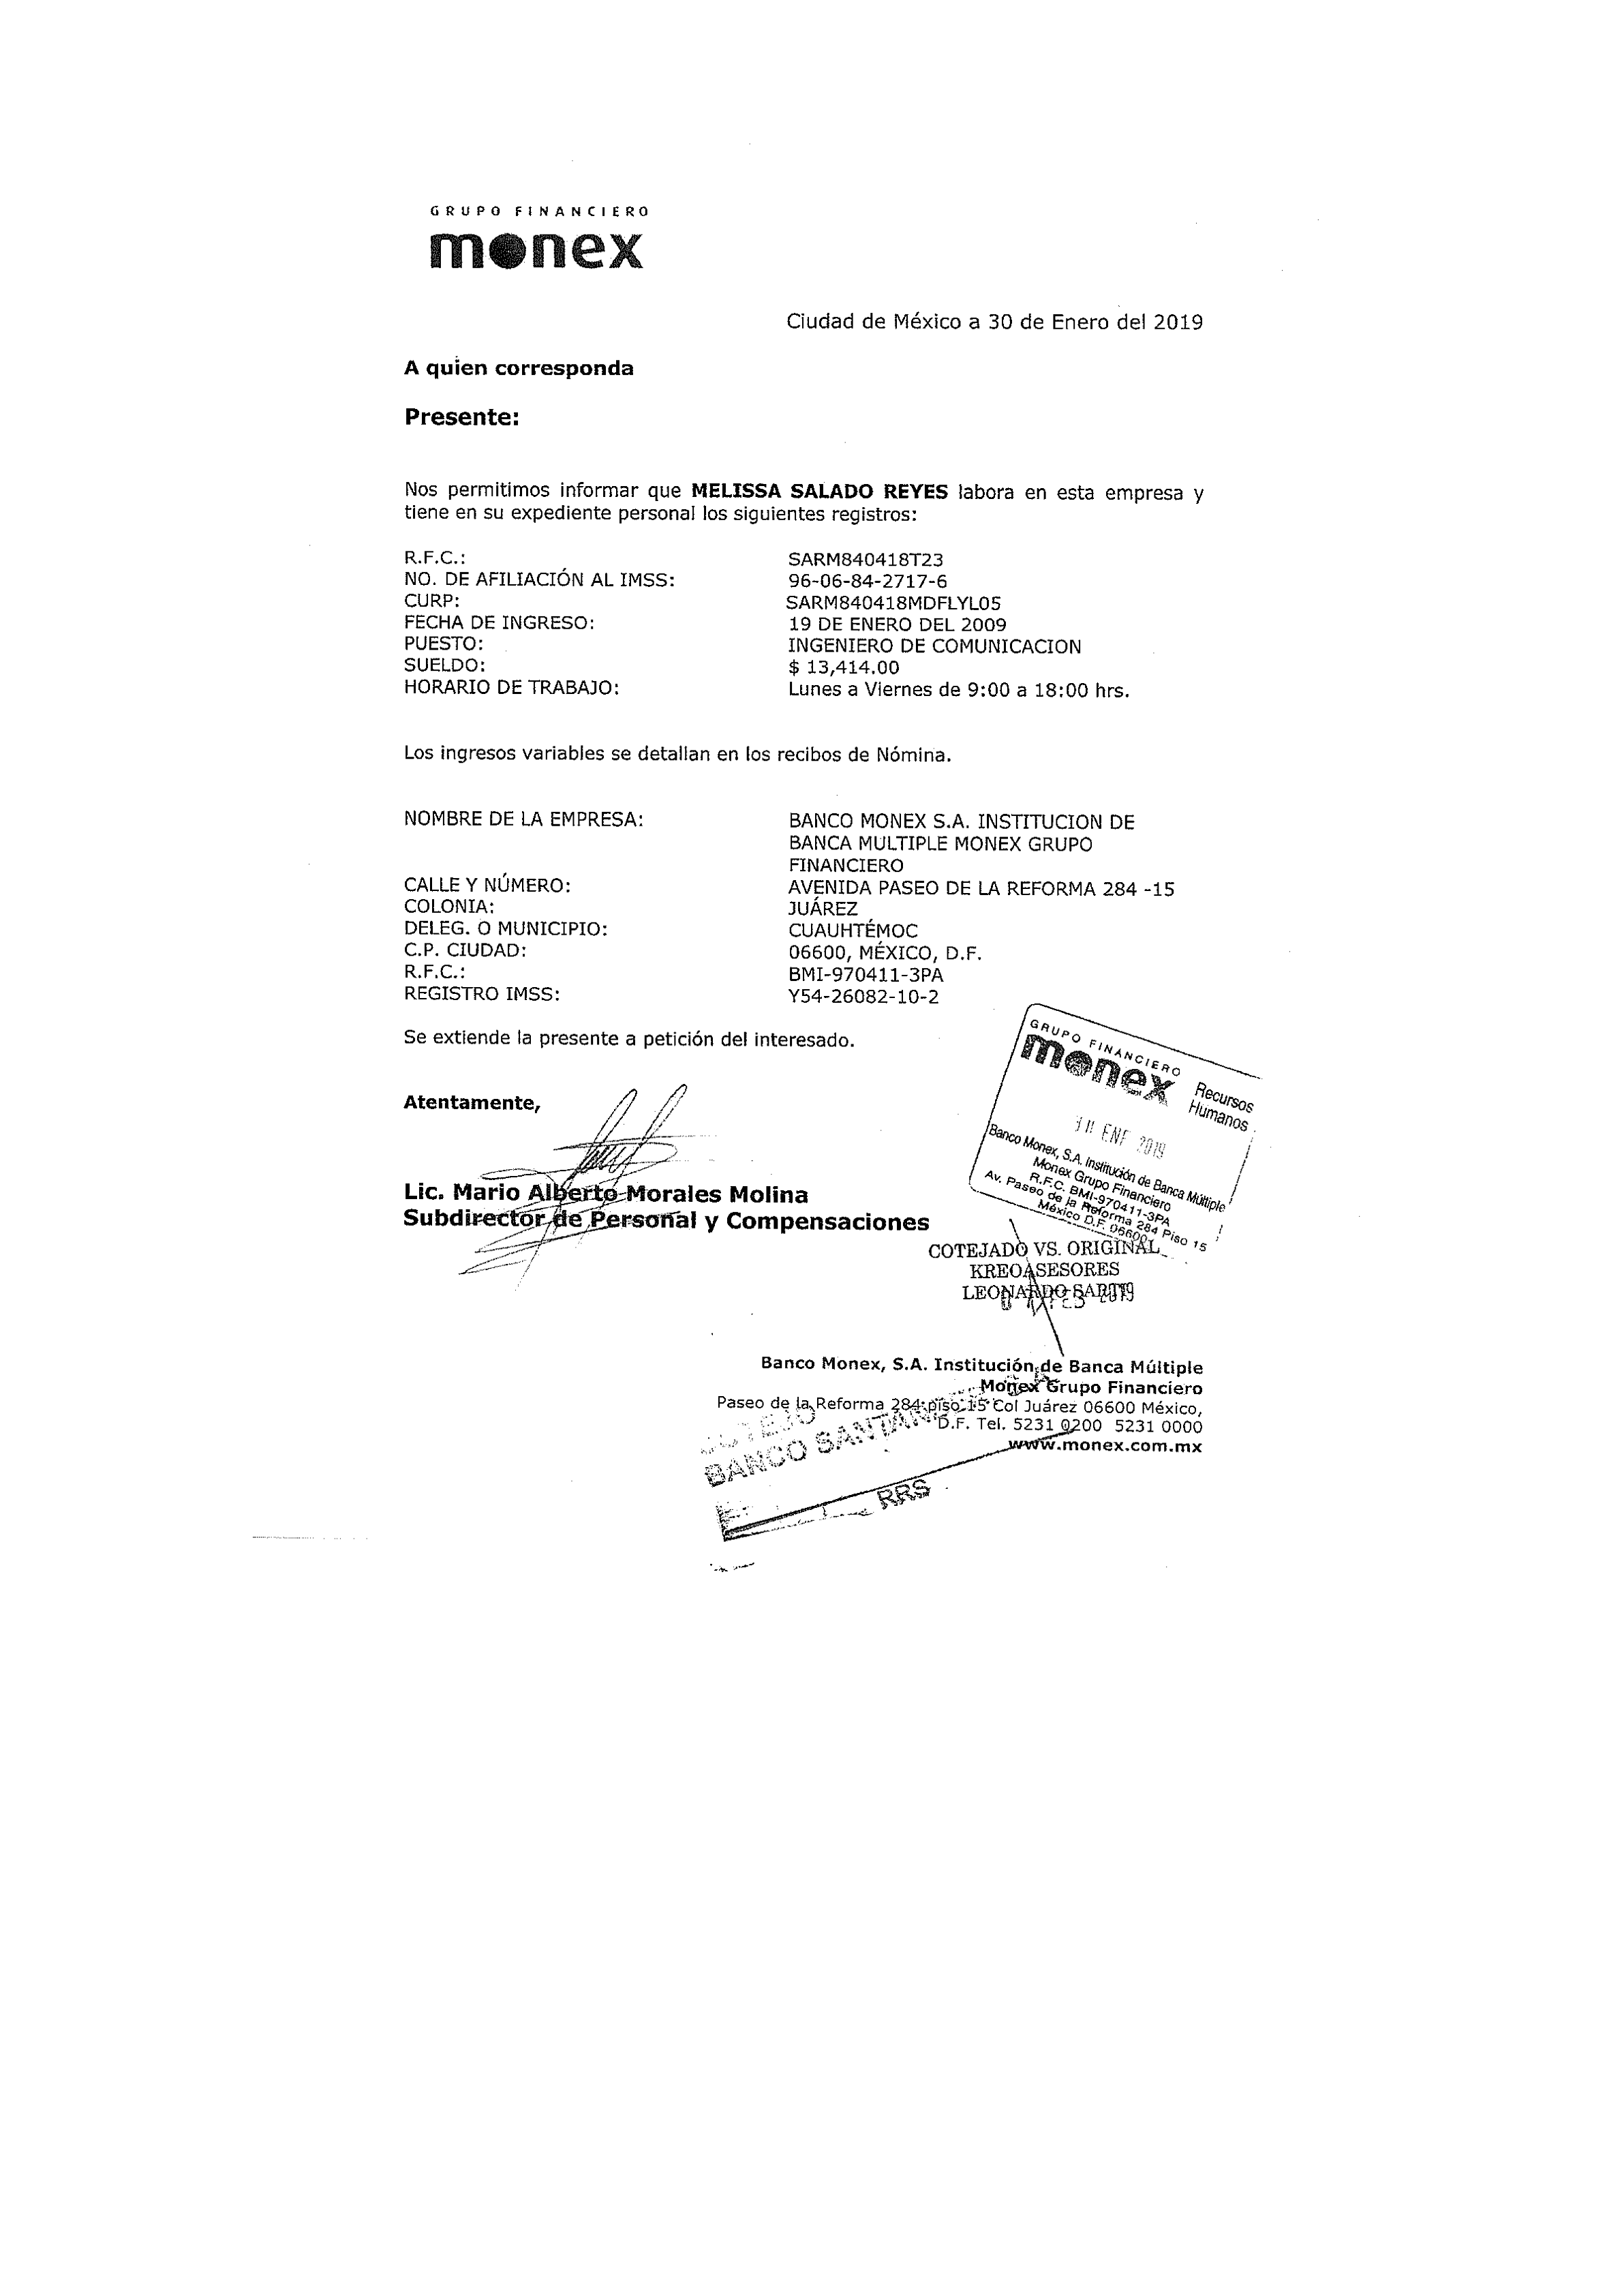 GRUPO FINANCIERO
monex
Ciudad de México a 30 de Enero del 2019
A quien corresponda
Presente:
Nos permitimos informar que MELISSA SALADO REYES labora en esta empresa y
tiene en su expediente personal los siguientes registros:
R.F.C.: SARM840418T23
NO. DE AFILIACIÓN AL IMSS: 96-06-84-2717-6
CURP: SARM840418MDFLYL05
FECHA DE INGRESO: 19 DE ENERO DEL 2009
PUESTO: INGENIERO DE COMUNICACION
SUELDO: $ 13,414.00
HORARIO DE TRABAJO: Lunes a Viernes de 9:00 a 18:00 hrs.
Los ingresos variables se detallan en los recibos de Nómina.
NOMBRE DE LA EMPRESA: BANCO MONEX S.A. INSTITUCION DE
BANCA MULTIPLE MONEX GRUPO
FINANCIERO
CALLE Y NÚMERO: AVENIDA PASEO DE LA REFORMA 284 -15
COLONIA: JUÁREZ
DELEG. O MUNICIPIO: CUAUHTÉMOC
C.P. CIUDAD: 06600, MÉXICO, D.F.
R.F.C.: BMI-970411-3PA
REGISTRO IMSS: Y54-26082-10-2
Se extiende la presente a petición del interesado.
GRUPO FINANCIERO
monex Recursos
Humanos
ENE 2019
Banco Monex, S.A. Institución de Banca Múltiple
Monex Grupo Financiero
R.F.C. BMI-970411-3PA
Av. Paseo de la Reforma 284 Piso 15
México D.F. 06600
Atentamente,
Lic. Mario Alberto Morales Molina
Subdirector de Personal y Compensaciones
COTEJADO VS. ORIGINAL
KREOASESORES
LEONARDO
Banco Monex, S.A. Institución de Banca Múltiple
Monex Grupo Financiero
Paseo de la Reforma 284 piso 15 Col Juárez 06600 México,
D.F. Tel. 5231 0200 5231 0000
www.monex.com.mx
COTEJO
BANCO SANTANDER
RRS